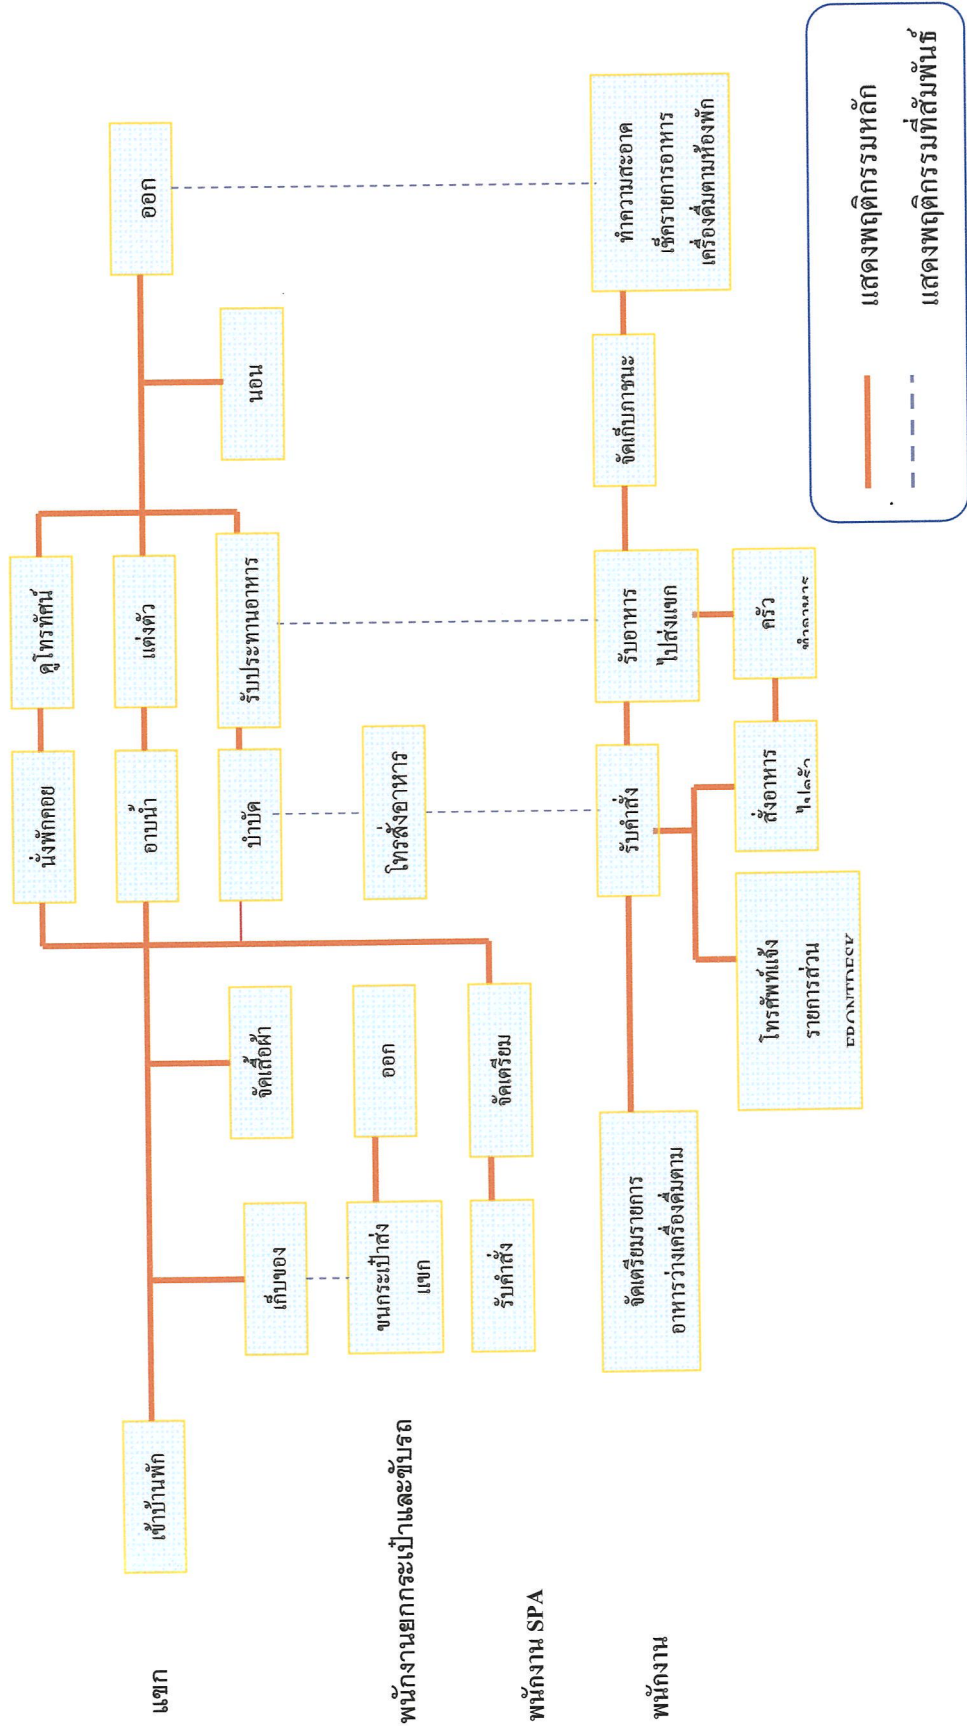 แขก
เข้าบ้านพัก
เก็บของ
จัดเสื้อผ้า
นั่งพักคอย
ดูโทรทัศน์
อาบน้ำ
แต่งตัว
บำบัด
รับประทานอาหาร
นอน
ออก
พนักงานยกกระเป๋าและขับรถ
ขนกระเป๋าส่ง
แขก
ออก
โทรสั่งอาหาร
พนักงาน SPA
รับคำสั่ง
จัดเตรียม
พนักงาน
จัดเตรียมรายการ
อาหารว่างเครื่องดื่มตาม
รับคำสั่ง
รับอาหาร
ไปส่งแขก
จัดเก็บภาชนะ
ทำความสะอาด
เช็ครายการอาหาร
เครื่องดื่มตามห้องพัก
โทรศัพท์แจ้ง
รายการส่วน
FRONTDESK
สั่งอาหาร
ไปครัว
ครัว
ทำอาหาร
แสดงพฤติกรรมหลัก
แสดงพฤติกรรมที่สัมพันธ์